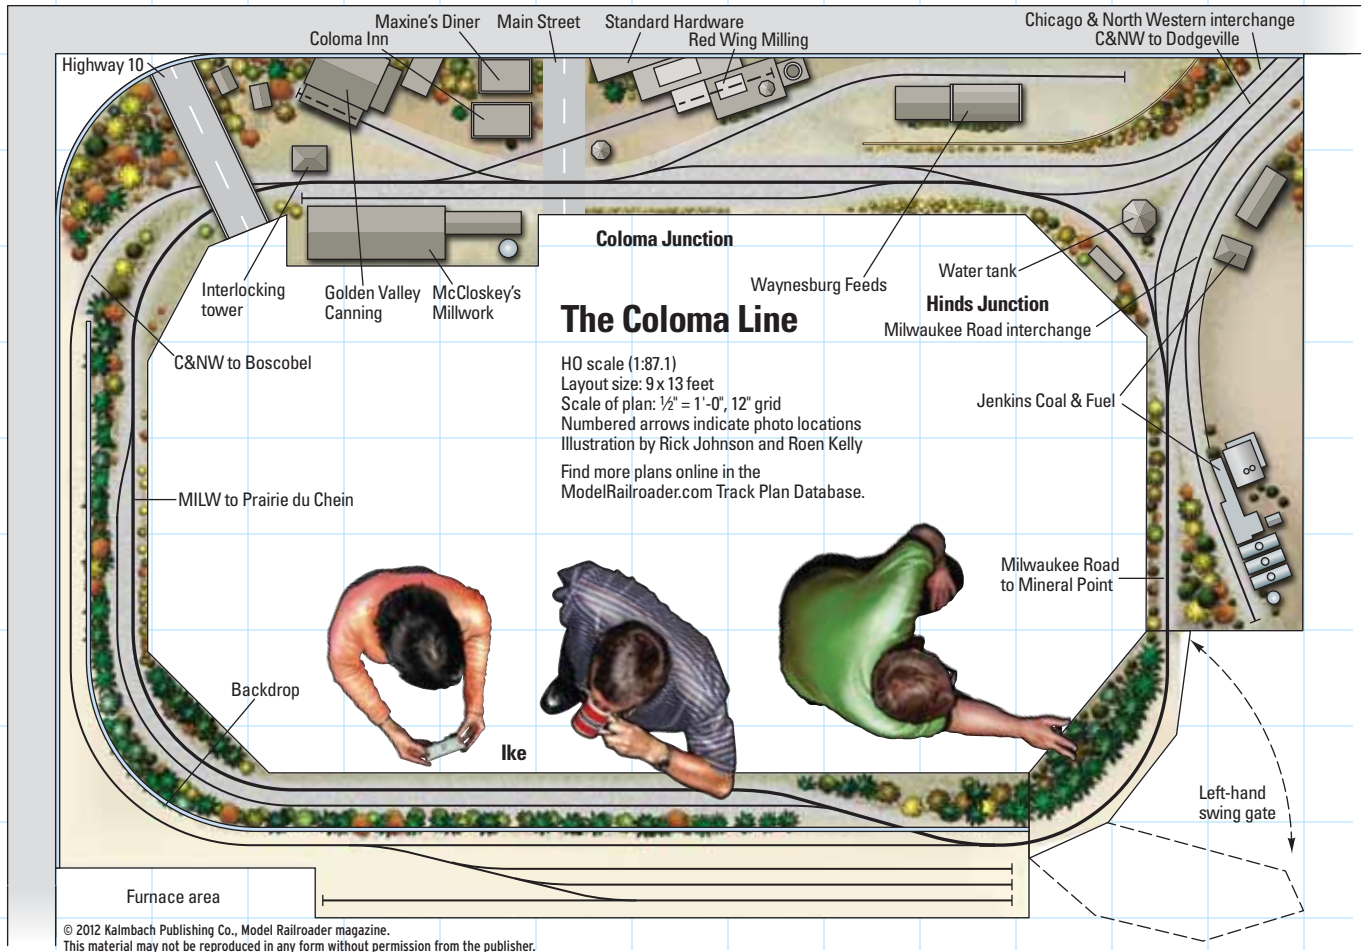 Maxine's Diner
Main Street
Standard Hardware
Chicago & North Western interchange
Coloma Inn
Red Wing Milling
C&NW to Dodgeville
Highway 10
Coloma Junction
Interlocking
tower
Golden Valley
Canning
McCloskey's
Millwork
Waynesburg Feeds
Water tank
Hinds Junction
Milwaukee Road interchange
The Coloma Line
C&NW to Boscobel
HO scale (1:87.1)
Layout size: 9 x 13 feet
Scale of plan: ½" = 1'-0", 12" grid
Numbered arrows indicate photo locations
Illustration by Rick Johnson and Roen Kelly
Find more plans online in the
ModelRailroader.com Track Plan Database.
Jenkins Coal & Fuel
MILW to Prairie du Chein
Milwaukee Road
to Mineral Point
Backdrop
Ike
Left-hand
swing gate
Furnace area
© 2012 Kalmbach Publishing Co., Model Railroader magazine.
This material may not be reproduced in any form without permission from the publisher.